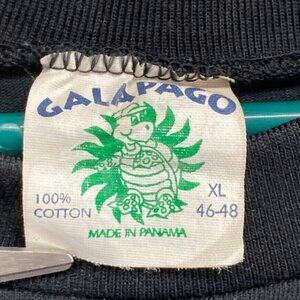 GALAPAGO
100%
COTTON
XL
46-48
MADE IN PANAMA